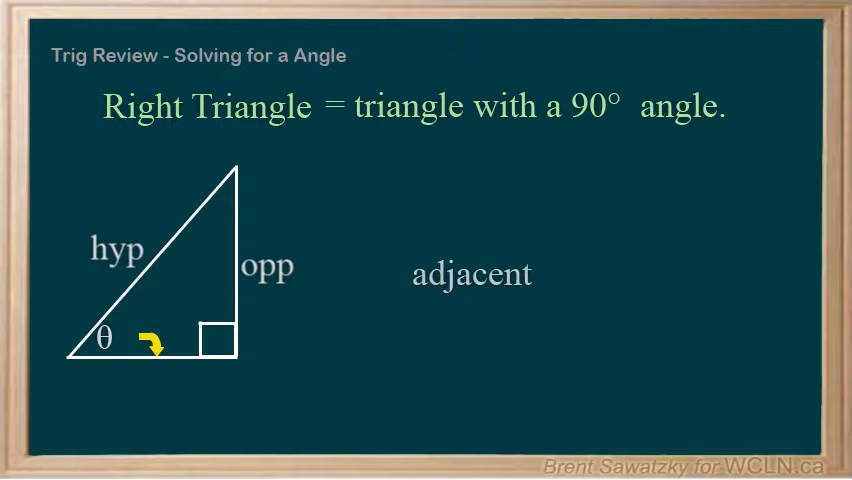 Trig Review - Solving for a Angle
Right Triangle = triangle with a 90° angle.
hyp
opp
adjacent
θ
Brent Sawatzky for WCLN.ca